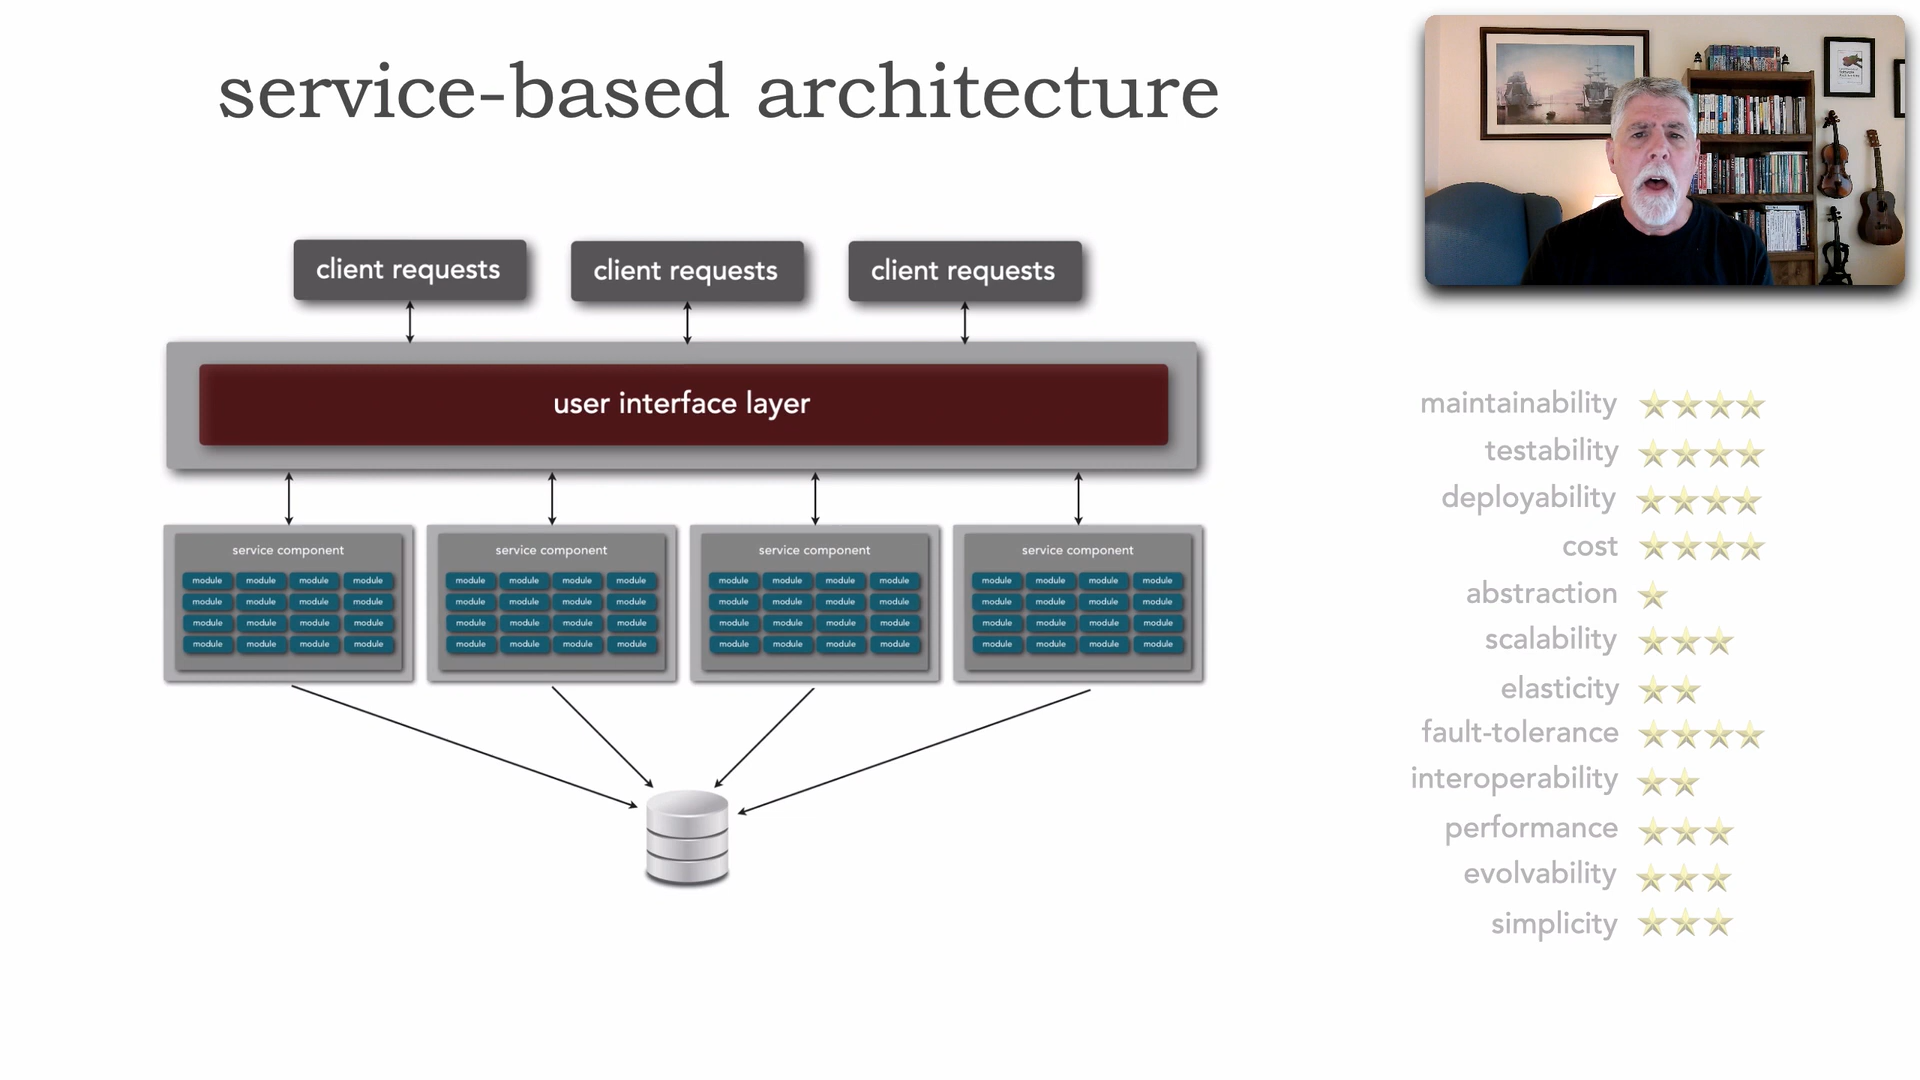 service-based architecture
client requests client requests client requests
user interface layer
service component service component service component service component
module module module module module module module module module module module module module module module module
module module module module module module module module module module module module module module module module
module module module module module module module module module module module module module module module module
module module module module module module module module module module module module module module module module
maintainability
testability
deployability
cost
abstraction
scalability
elasticity
fault-tolerance
interoperability
performance
evolvability
simplicity